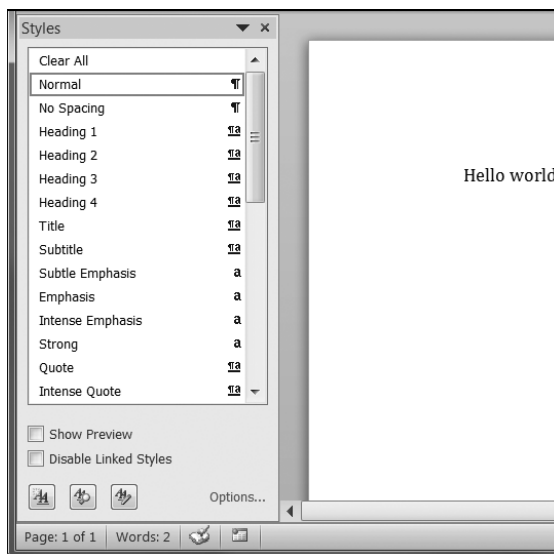 Styles
Clear All
Normal ¶
No Spacing ¶
Heading 1 ¶a
Heading 2 ¶a
Heading 3 ¶a
Heading 4 ¶a
Title ¶a
Subtitle ¶a
Subtle Emphasis a
Emphasis a
Intense Emphasis a
Strong a
Quote ¶a
Intense Quote ¶a
Show Preview
Disable Linked Styles
Options...
Page: 1 of 1 Words: 2
Hello world